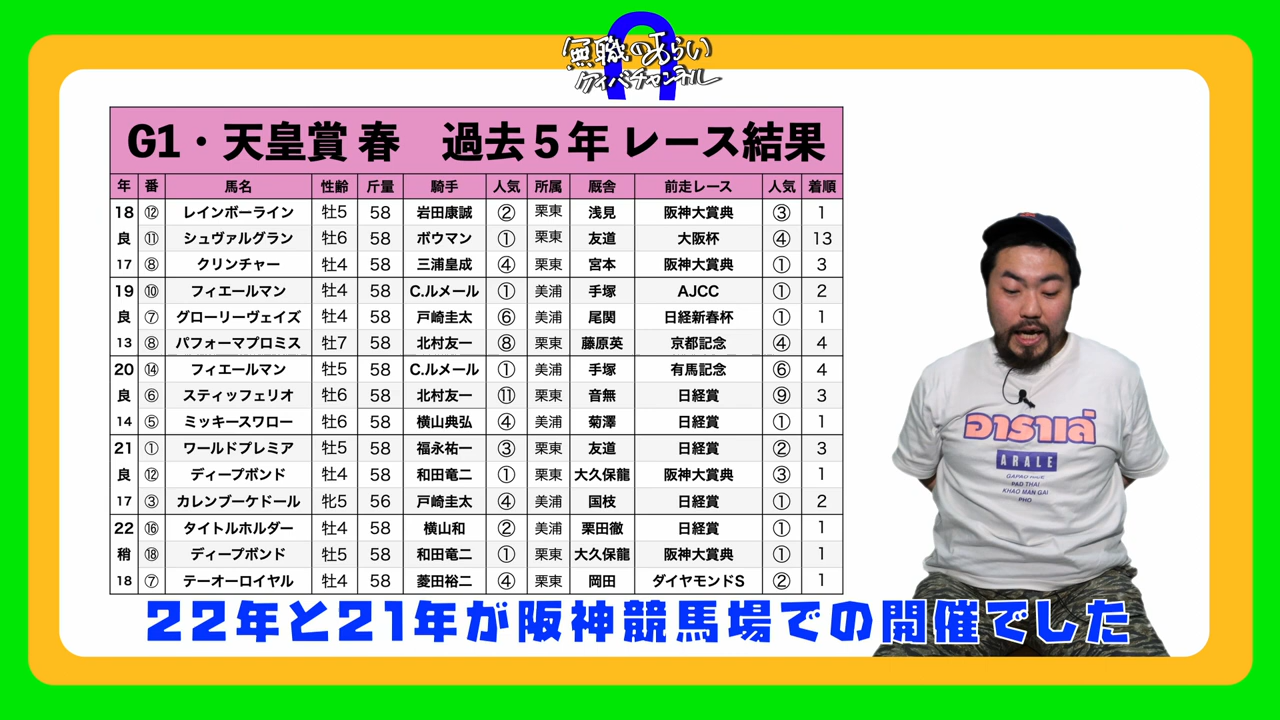 無職のあらい
ケイバチャンネル
G1・天皇賞 春　過去5年 レース結果
年 番 馬名 性齢 斤量 騎手 人気 所属 厩舎 前走レース 人気 着順
18 ⑫ レインボーライン 牡5 58 岩田康誠 ② 栗東 浅見 阪神大賞典 ③ 1
良 ⑪ シュヴァルグラン 牡6 58 ボウマン ① 栗東 友道 大阪杯 ④ 13
17 ⑧ クリンチャー 牡4 58 三浦皇成 ④ 栗東 宮本 阪神大賞典 ① 3
19 ⑩ フィエールマン 牡4 58 C.ルメール ① 美浦 手塚 AJCC ① 2
良 ⑦ グローリーヴェイズ 牡4 58 戸崎圭太 ⑥ 美浦 尾関 日経新春杯 ① 1
13 ⑧ パフォーマプロミス 牡7 58 北村友一 ⑧ 栗東 藤原英 京都記念 ④ 4
20 ⑭ フィエールマン 牡5 58 C.ルメール ① 美浦 手塚 有馬記念 ⑥ 4
良 ⑥ スティッフェリオ 牡6 58 北村友一 ⑪ 栗東 音無 日経賞 ⑨ 3
14 ⑤ ミッキースワロー 牡6 58 横山典弘 ④ 美浦 菊澤 日経賞 ① 1
21 ① ワールドプレミア 牡5 58 福永祐一 ③ 栗東 友道 日経賞 ② 3
良 ⑫ ディープボンド 牡4 58 和田竜二 ① 栗東 大久保龍 阪神大賞典 ③ 1
17 ③ カレンブーケドール 牝5 56 戸崎圭太 ④ 美浦 国枝 日経賞 ① 2
22 ⑯ タイトルホルダー 牡4 58 横山和 ② 美浦 栗田徹 日経賞 ① 1
稍 ⑱ ディープボンド 牡5 58 和田竜二 ① 栗東 大久保龍 阪神大賞典 ① 1
18 ⑦ テーオーロイヤル 牡4 58 菱田裕二 ④ 栗東 岡田 ダイヤモンドS ② 1
อาราเล่
ARALE
PAD THAI
KHAO MAN GAI
PHO
22年と21年が阪神競馬場での開催でした